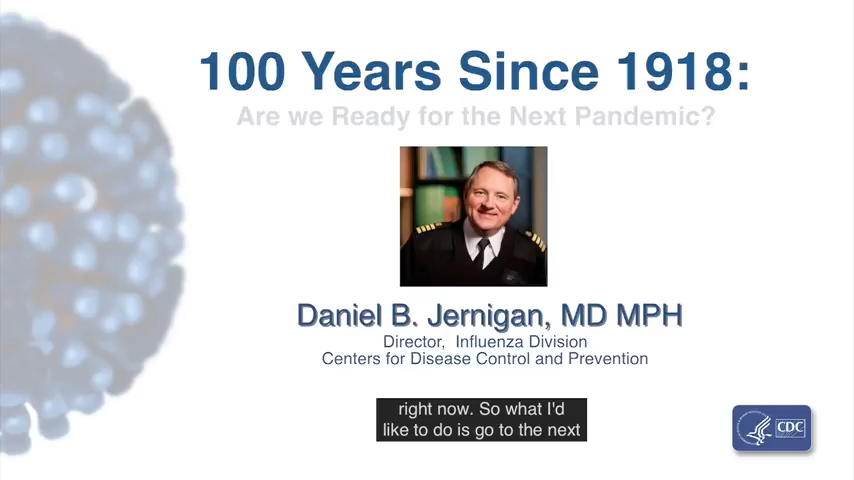 100 Years Since 1918:
Are we Ready for the Next Pandemic?
Daniel B. Jernigan, MD MPH
Director, Influenza Division
Centers for Disease Control and Prevention
right now. So what I'd
like to do is go to the next
CDC